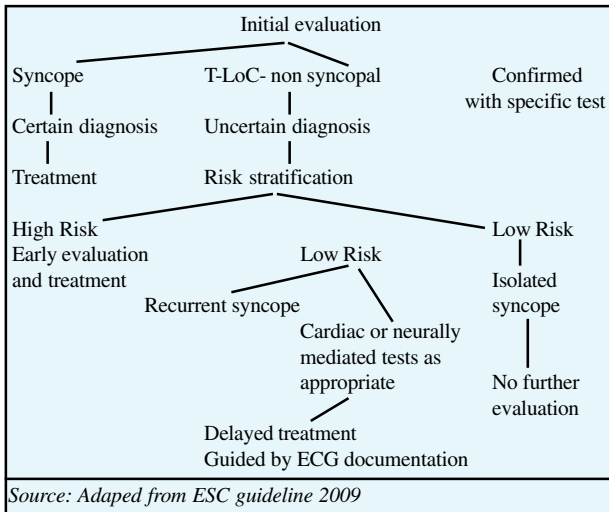 Initial evaluation
Syncope
T-LoC- non syncopal
Confirmed
with specific test
Certain diagnosis
Uncertain diagnosis
Treatment
Risk stratification
High Risk
Early evaluation
and treatment
Low Risk
Low Risk
Recurrent syncope
Isolated
syncope
Cardiac or neurally
mediated tests as
appropriate
No further
evaluation
Delayed treatment
Guided by ECG documentation
Source: Adaped from ESC guideline 2009